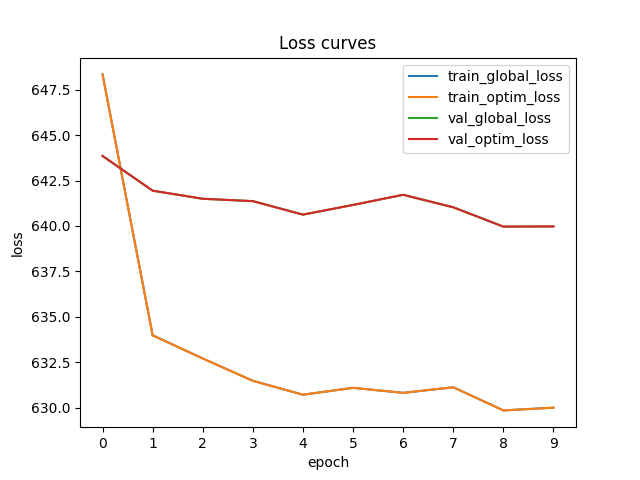 Loss curves
train_global_loss
train_optim_loss
val_global_loss
val_optim_loss
647.5
645.0
642.5
640.0
637.5
635.0
632.5
630.0
loss
0 1 2 3 4 5 6 7 8 9
epoch